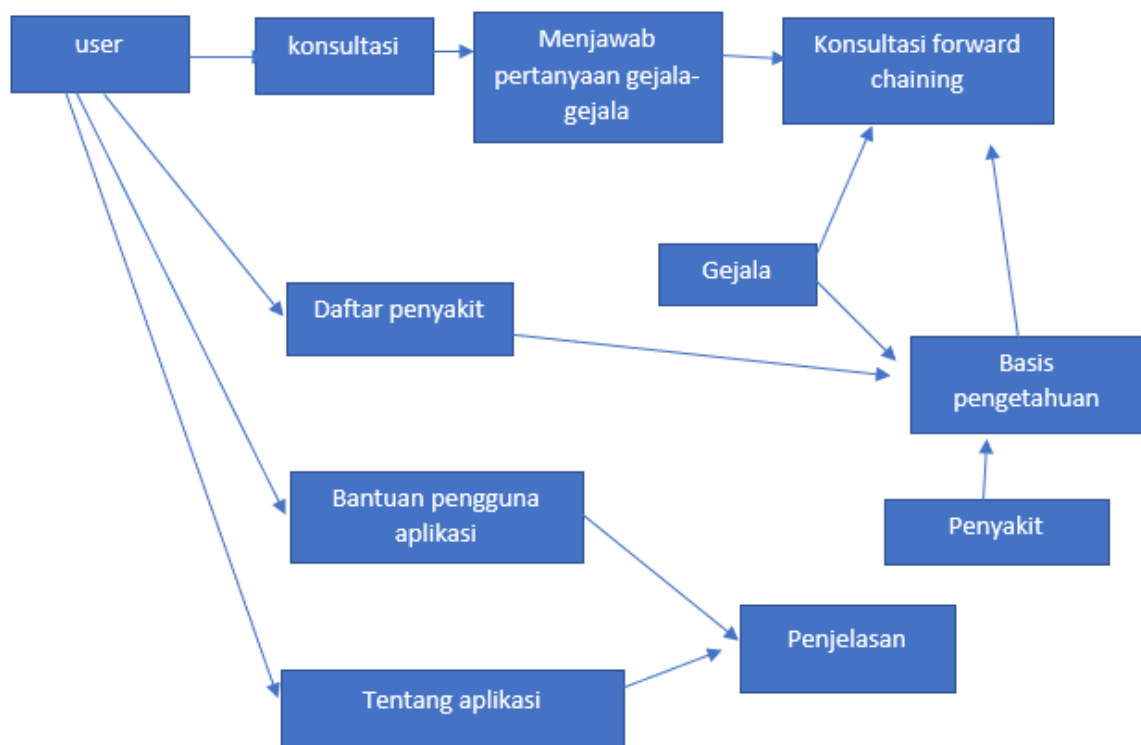 user
konsultasi
Menjawab
pertanyaan gejala-
gejala
Konsultasi forward
chaining
Gejala
Daftar penyakit
Basis
pengetahuan
Bantuan pengguna
aplikasi
Penyakit
Penjelasan
Tentang aplikasi